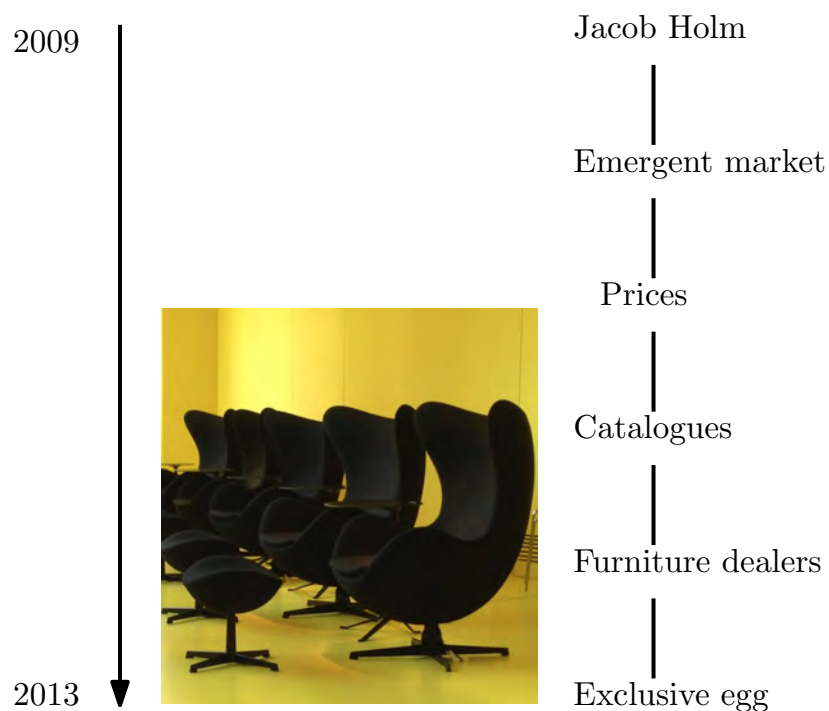 2009
Jacob Holm
Emergent market
Prices
Catalogues
Furniture dealers
2013
Exclusive egg